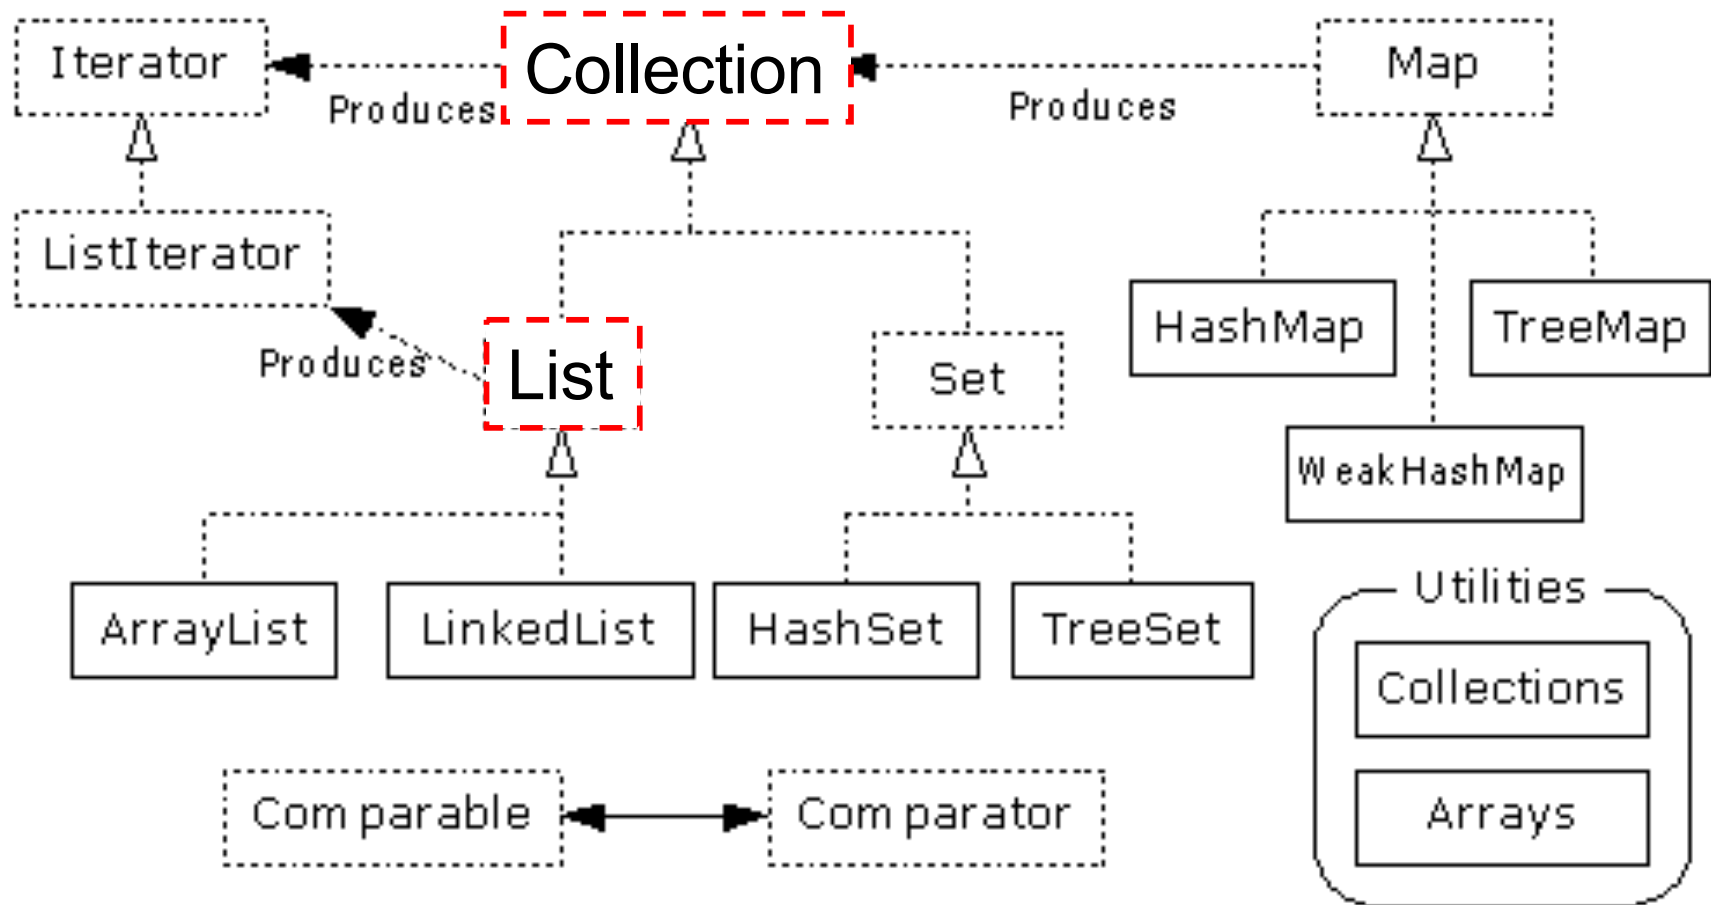 Iterator
Collection
Map
Produces
Produces
ListIterator
HashMap
TreeMap
Produces
List
Set
WeakHashMap
ArrayList
LinkedList
HashSet
TreeSet
Utilities
Collections
Comparable
Comparator
Arrays